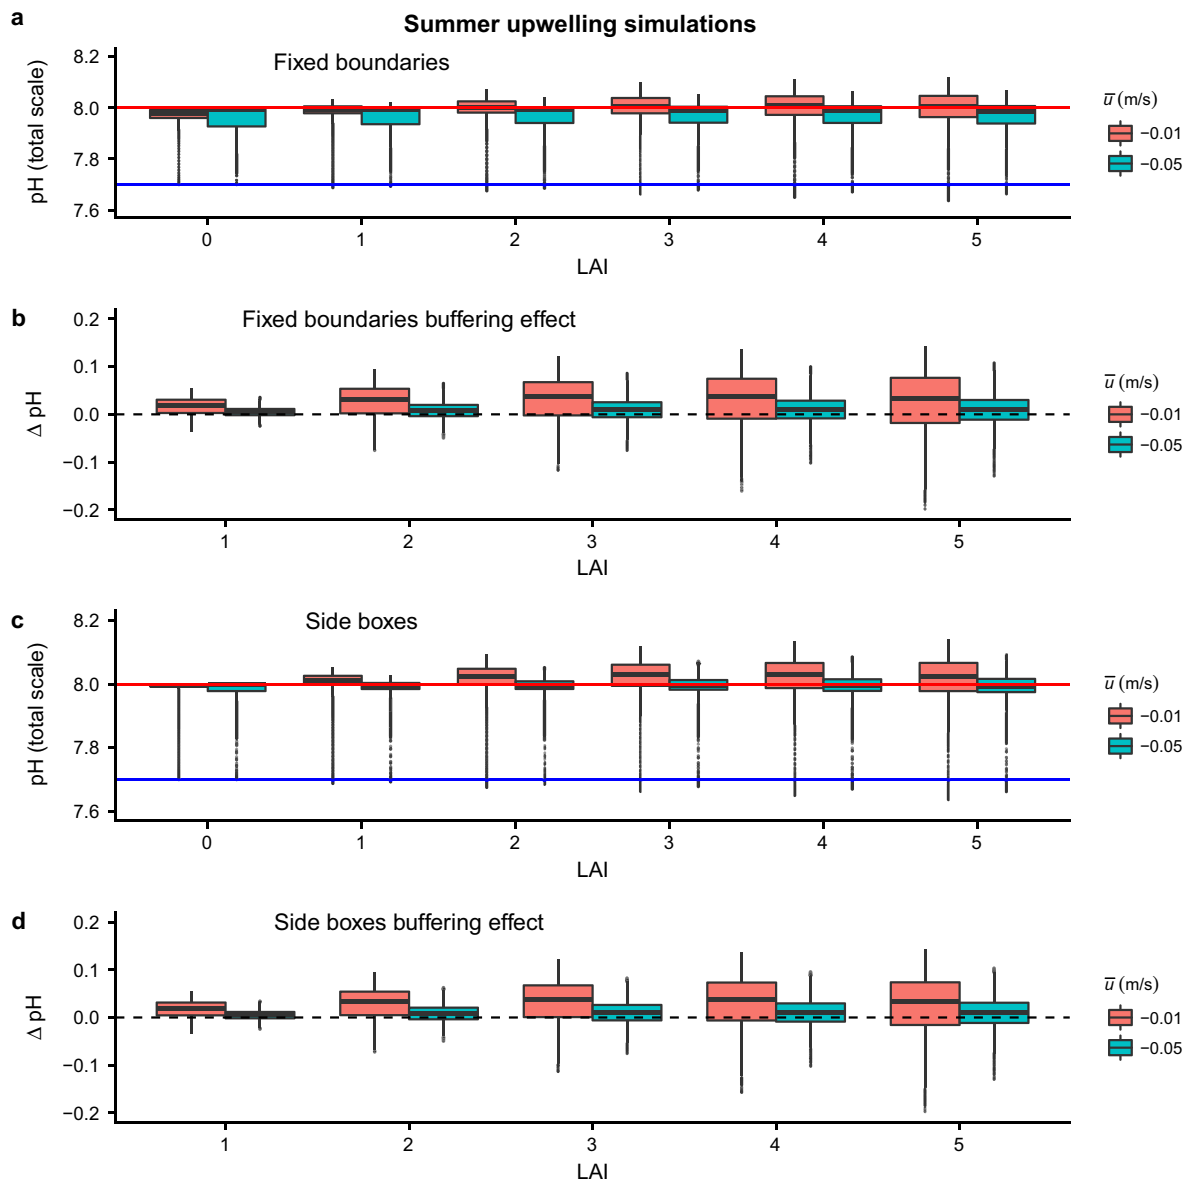 a
Summer upwelling simulations
Fixed boundaries
pH (total scale)
8.2
8.0
7.8
7.6
0 1 2 3 4 5
LAI
u̅ (m/s)
−0.01
−0.05
b
Fixed boundaries buffering effect
Δ pH
0.2
0.1
0.0
−0.1
−0.2
1 2 3 4 5
LAI
u̅ (m/s)
−0.01
−0.05
c
Side boxes
pH (total scale)
8.2
8.0
7.8
7.6
0 1 2 3 4 5
LAI
u̅ (m/s)
−0.01
−0.05
d
Side boxes buffering effect
Δ pH
0.2
0.1
0.0
−0.1
−0.2
1 2 3 4 5
LAI
u̅ (m/s)
−0.01
−0.05